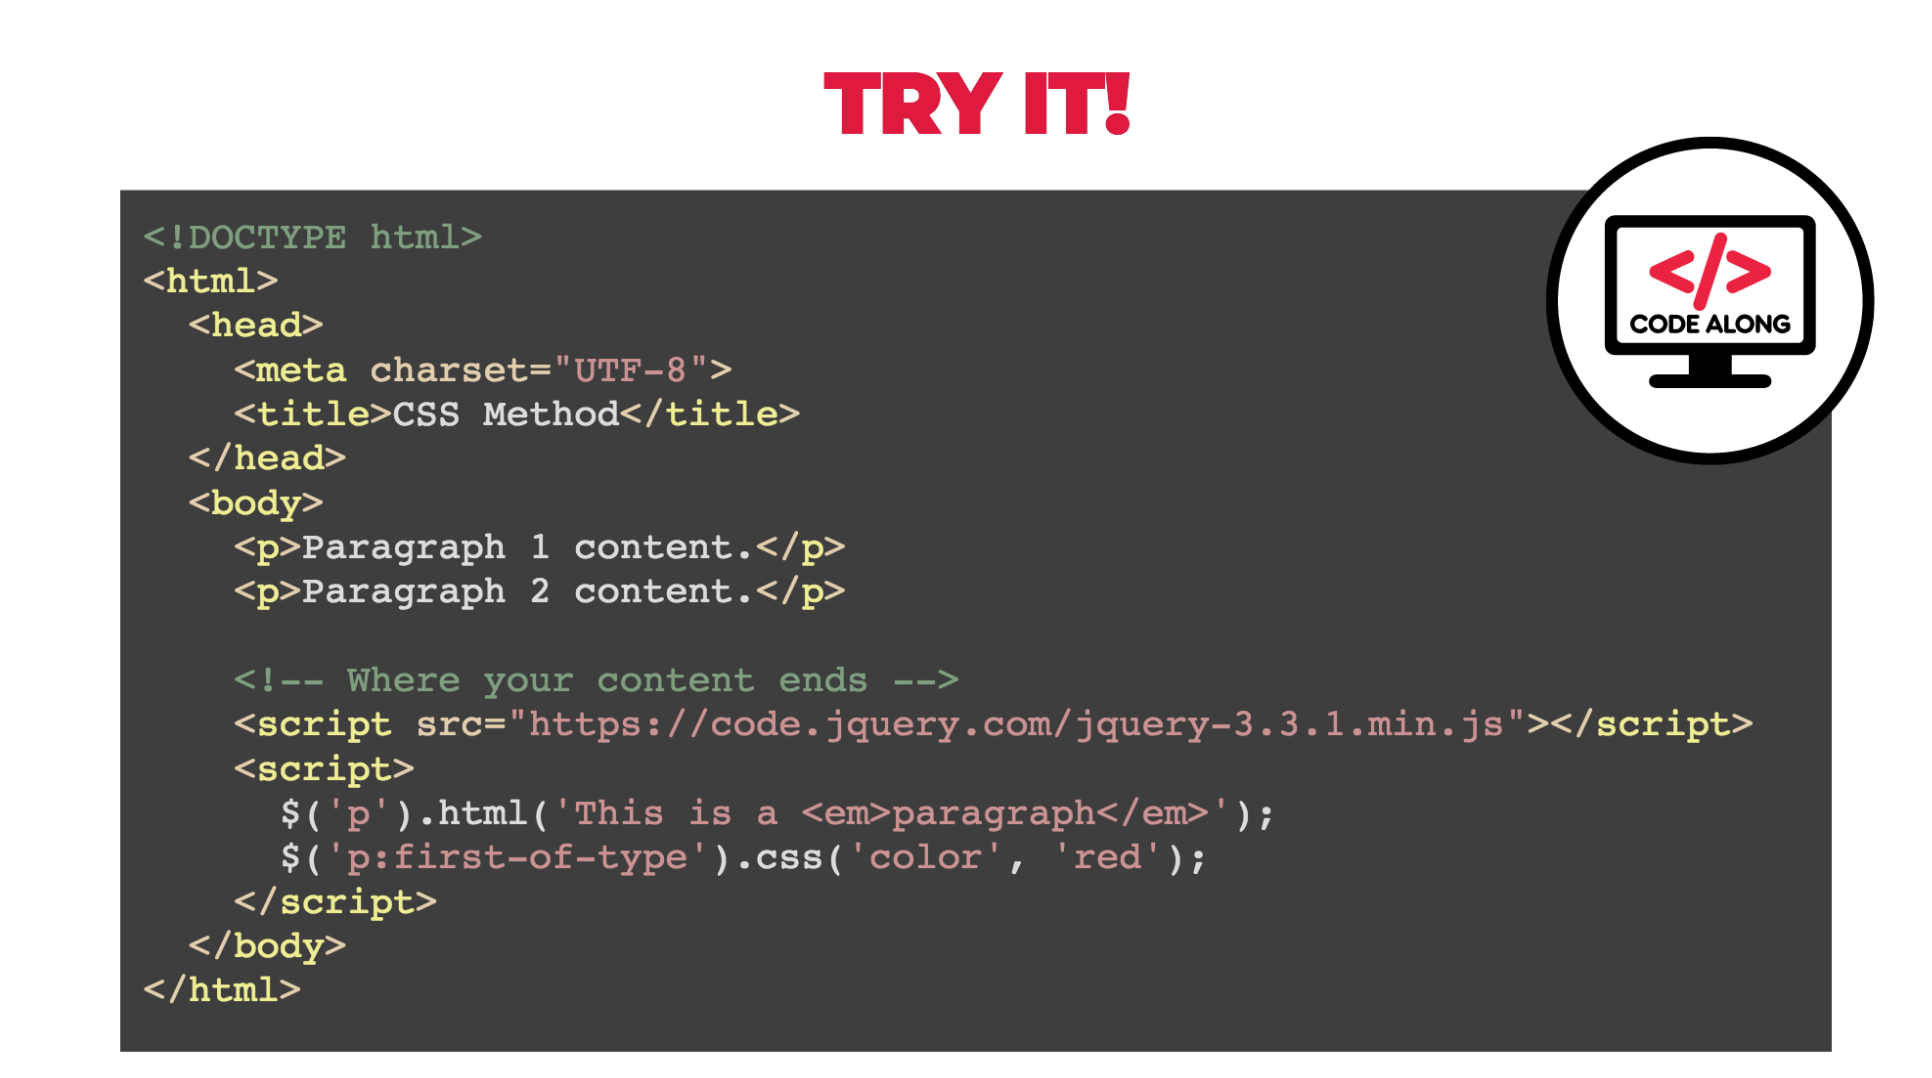 TRY IT!
</>
CODE ALONG
<!DOCTYPE html>
<html>
  <head>
    <meta charset="UTF-8">
    <title>CSS Method</title>
  </head>
  <body>
    <p>Paragraph 1 content.</p>
    <p>Paragraph 2 content.</p>

    <!-- Where your content ends -->
    <script src="https://code.jquery.com/jquery-3.3.1.min.js"></script>
    <script>
      $('p').html('This is a <em>paragraph</em>');
      $('p:first-of-type').css('color', 'red');
    </script>
  </body>
</html>